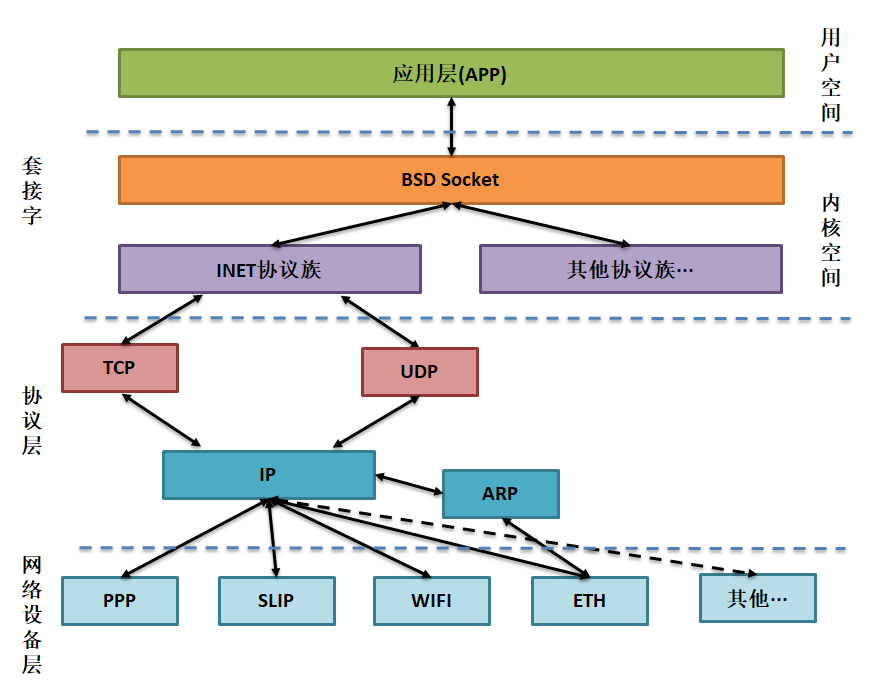 应用层(APP)
用户空间
套接字
BSD Socket
内核空间
INET协议族
其他协议族…
TCP
UDP
协议层
IP
ARP
网络设备层
PPP
SLIP
WIFI
ETH
其他…